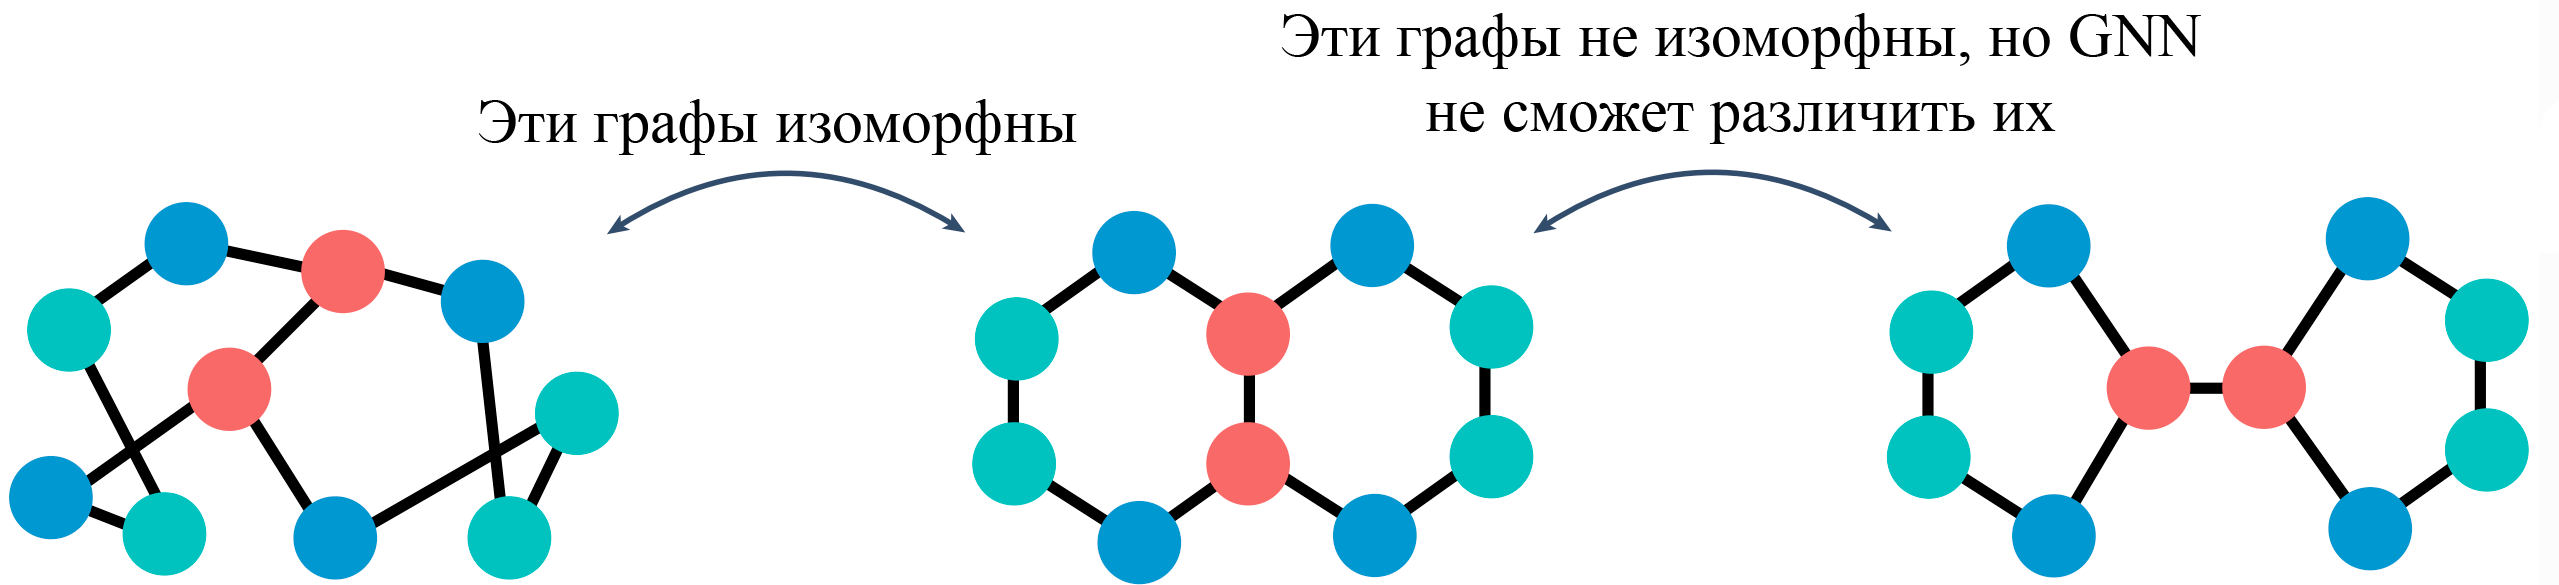 Эти графы изоморфны
Эти графы не изоморфны, но GNN
не сможет различить их